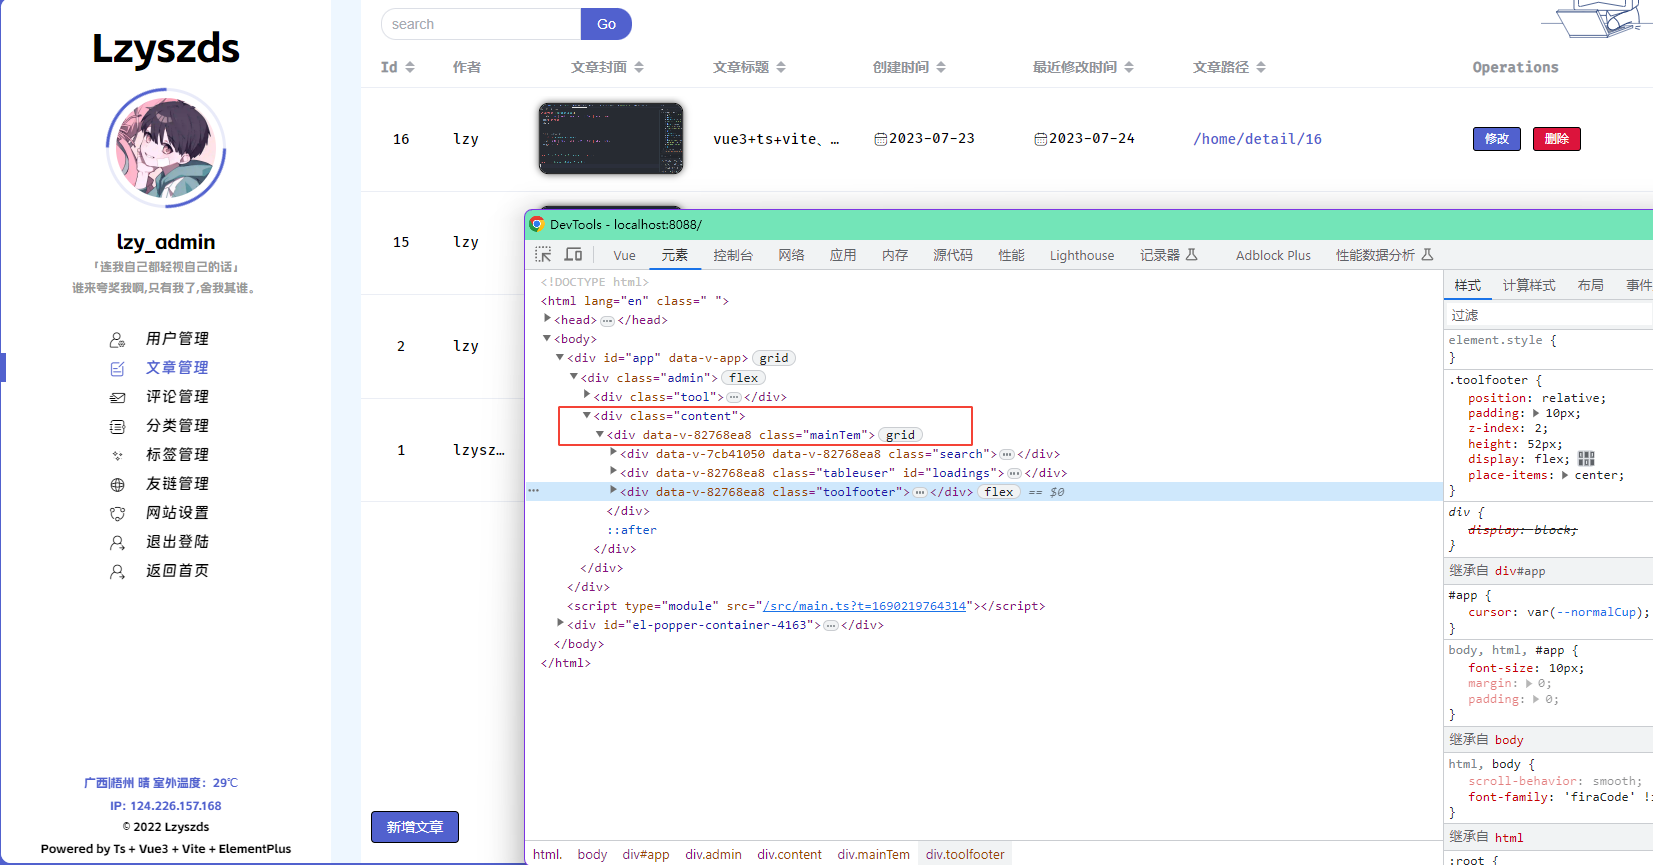 Lzyszds
lzy_admin
「连我自己都轻视自己的话」
谁来夸奖我啊,只有我了,舍我其谁。
用户管理
文章管理
评论管理
分类管理
标签管理
友链管理
网站设置
退出登陆
返回首页
广西|梧州 晴 室外温度：29℃
IP: 124.226.157.168
© 2022 Lzyszds
Powered by Ts + Vue3 + Vite + ElementPlus
search Go
Id 作者 文章封面 文章标题 创建时间 最近修改时间 文章路径 Operations
16 lzy vue3+ts+vite、… 2023-07-23 2023-07-24 /home/detail/16 修改 删除
15 lzy
2 lzy
1 lzysz…
新增文章
DevTools - localhost:8088/
Vue 元素 控制台 网络 应用 内存 源代码 性能 Lighthouse 记录器 Adblock Plus 性能数据分析
<!DOCTYPE html>
<html lang="en" class=" ">
<head> … </head>
<body>
<div id="app" data-v-app> grid
<div class="admin"> flex
<div class="tool"> … </div>
<div class="content">
<div data-v-82768ea8 class="mainTem"> grid
<div data-v-7cb41050 data-v-82768ea8 class="search"> … </div>
<div data-v-82768ea8 class="tableuser" id="loadings"> … </div>
… <div data-v-82768ea8 class="toolfooter"> … </div> flex == $0
</div>
::after
</div>
</div>
</div>
<script type="module" src="/src/main.ts?t=1690219764314"></script>
<div id="el-popper-container-4163"> … </div>
</body>
</html>
html. body div#app div.admin div.content div.mainTem div.toolfooter
样式 计算样式 布局 事件
过滤
element.style {
}
.toolfooter {
position: relative;
padding: 10px;
z-index: 2;
height: 52px;
display: flex;
place-items: center;
}
div {
display: block;
}
继承自 div#app
#app {
cursor: var(--normalCup);
}
body, html, #app {
font-size: 10px;
margin: 0;
padding: 0;
}
继承自 body
html, body {
scroll-behavior: smooth;
font-family: 'firaCode' !
}
继承自 html
:root {